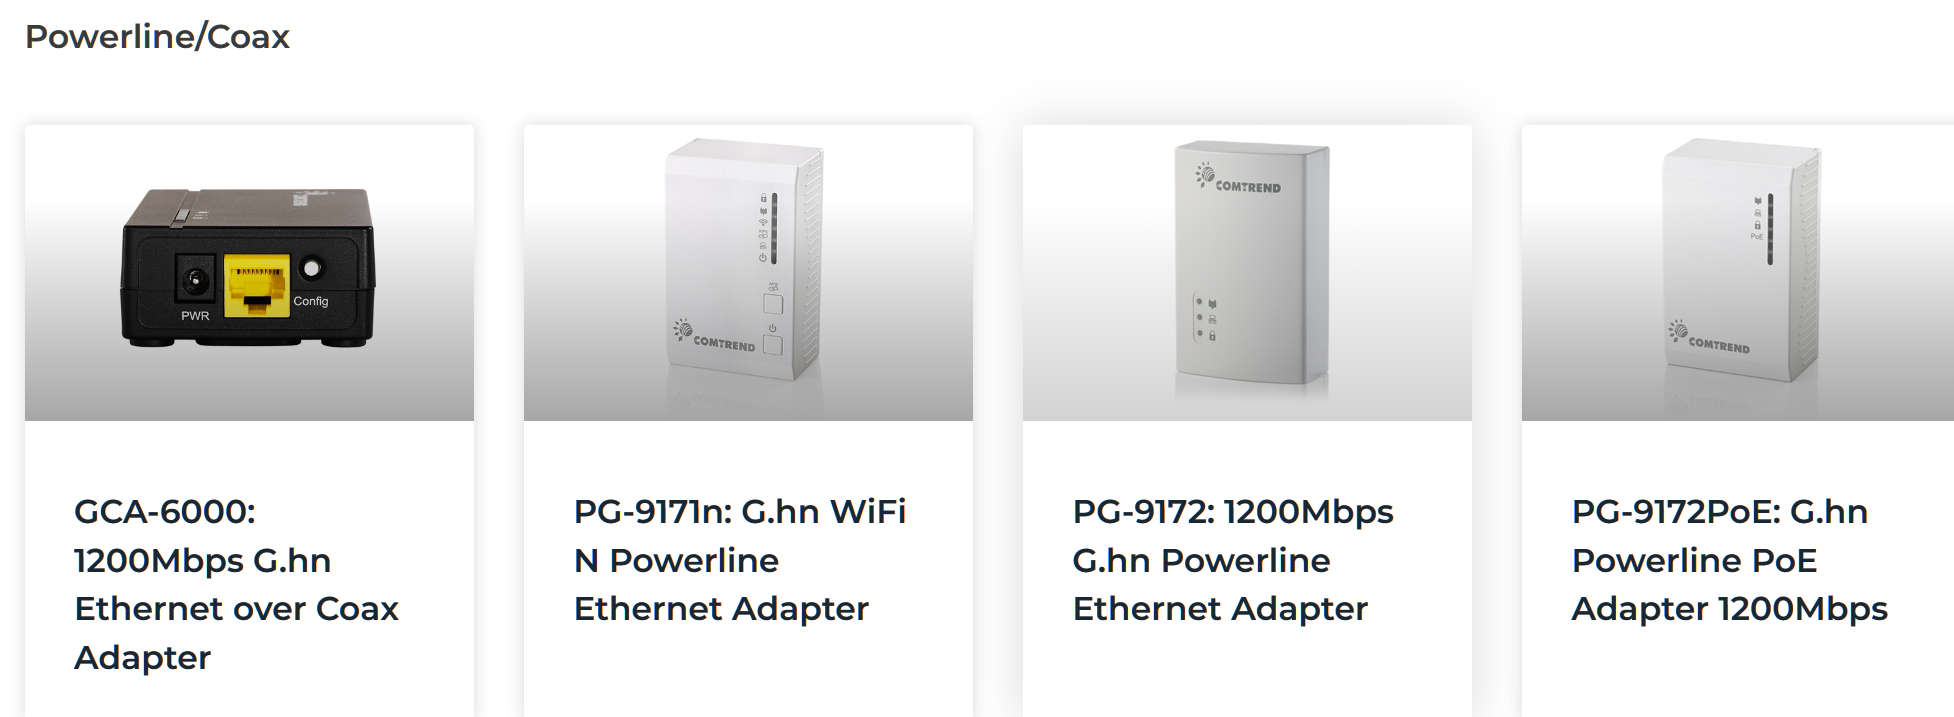 Powerline/Coax
PWR
Config
COMTREND
COMTREND
PoE
COMTREND
GCA-6000:
1200Mbps G.hn
Ethernet over Coax
Adapter
PG-9171n: G.hn WiFi
N Powerline
Ethernet Adapter
PG-9172: 1200Mbps
G.hn Powerline
Ethernet Adapter
PG-9172PoE: G.hn
Powerline PoE
Adapter 1200Mbps